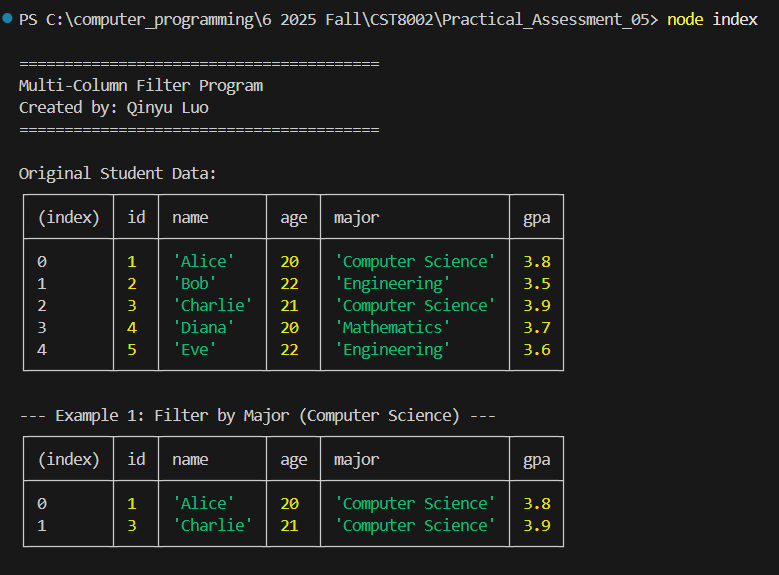 PS C:\computer_programming\6 2025 Fall\CST8002\Practical_Assessment_05> node index
========================================
Multi-Column Filter Program
Created by: Qinyu Luo
========================================
Original Student Data:
(index) id name age major gpa
0 1 'Alice' 20 'Computer Science' 3.8
1 2 'Bob' 22 'Engineering' 3.5
2 3 'Charlie' 21 'Computer Science' 3.9
3 4 'Diana' 20 'Mathematics' 3.7
4 5 'Eve' 22 'Engineering' 3.6
--- Example 1: Filter by Major (Computer Science) ---
(index) id name age major gpa
0 1 'Alice' 20 'Computer Science' 3.8
1 3 'Charlie' 21 'Computer Science' 3.9